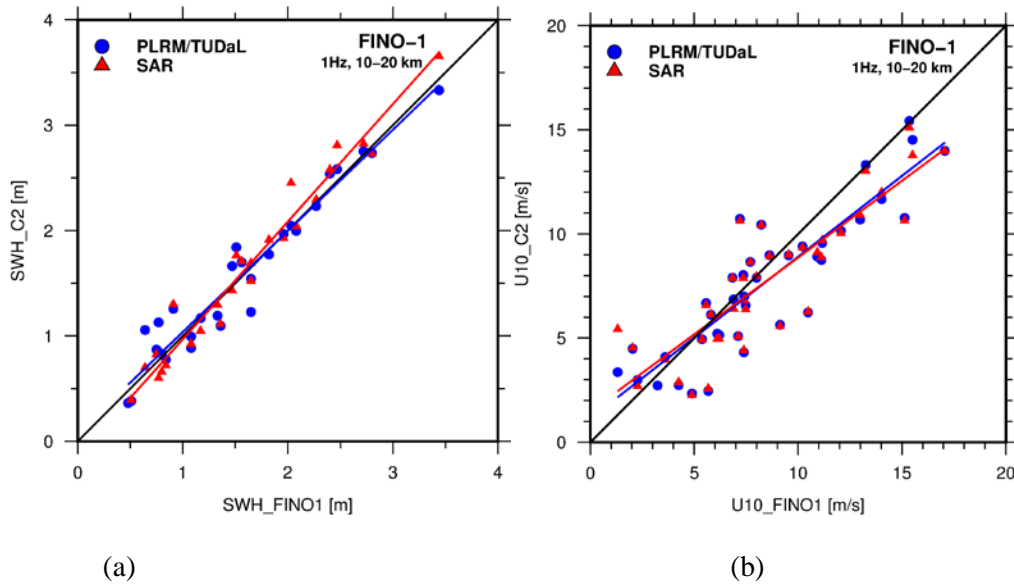 4
3
2
1
0
SWH_C2 [m]
PLRM/TUDaL
SAR
FINO-1
1Hz, 10-20 km
0 1 2 3 4
SWH_FINO1 [m]
(a)
20
15
10
5
0
U10_C2 [m/s]
PLRM/TUDaL
SAR
FINO-1
1Hz, 10-20 km
0 5 10 15 20
U10_FINO1 [m/s]
(b)